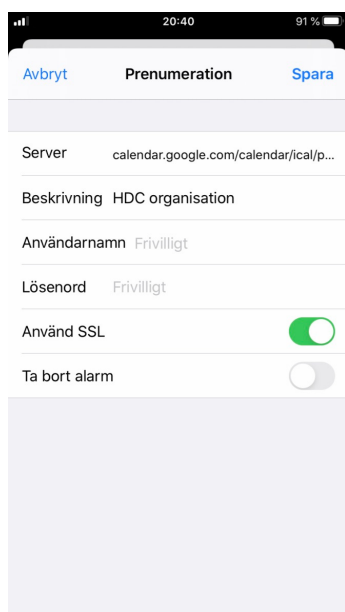 20:40
91 %
Avbryt Prenumeration Spara
Server calendar.google.com/calendar/ical/p...
Beskrivning HDC organisation
Användarnamn Frivilligt
Lösenord Frivilligt
Använd SSL
Ta bort alarm